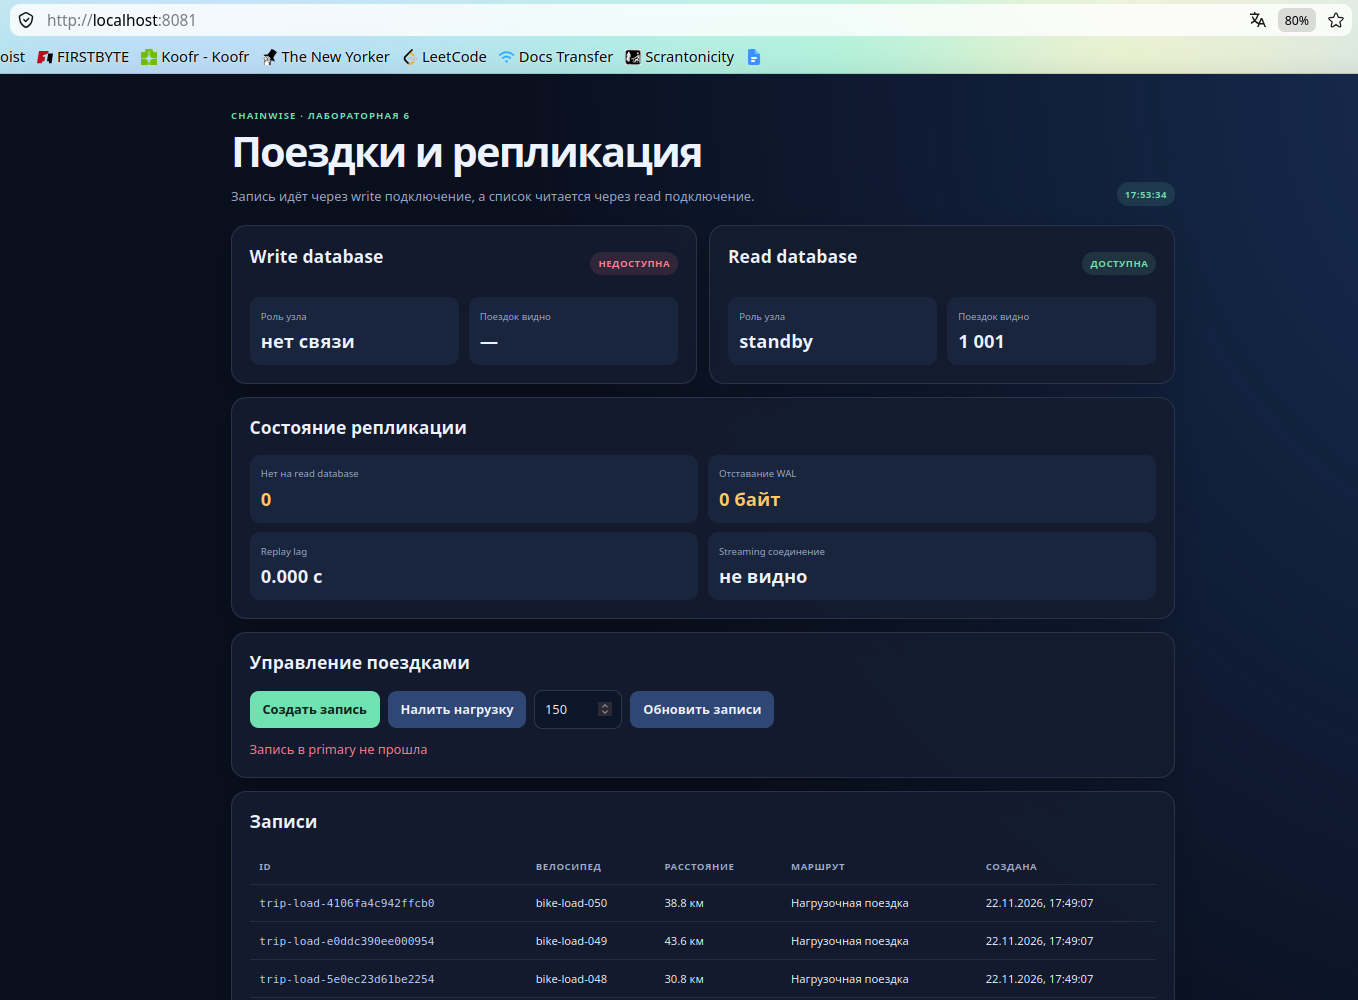 http://localhost:8081
80%
oist FIRSTBYTE Koofr - Koofr The New Yorker LeetCode Docs Transfer Scrantonicity
CHAINWISE · ЛАБОРАТОРНАЯ 6
Поездки и репликация
Запись идёт через write подключение, а список читается через read подключение.
17:53:34
Write database
НЕДОСТУПНА
Роль узла
нет связи
Поездок видно
—
Read database
ДОСТУПНА
Роль узла
standby
Поездок видно
1 001
Состояние репликации
Нет на read database
0
Отставание WAL
0 байт
Replay lag
0.000 с
Streaming соединение
не видно
Управление поездками
Создать запись Налить нагрузку 150 Обновить записи
Запись в primary не прошла
Записи
ID ВЕЛОСИПЕД РАССТОЯНИЕ МАРШРУТ СОЗДАНА
trip-load-4106fa4c942ffcb0 bike-load-050 38.8 км Нагрузочная поездка 22.11.2026, 17:49:07
trip-load-e0ddc390ee000954 bike-load-049 43.6 км Нагрузочная поездка 22.11.2026, 17:49:07
trip-load-5e0ec23d61be2254 bike-load-048 30.8 км Нагрузочная поездка 22.11.2026, 17:49:07